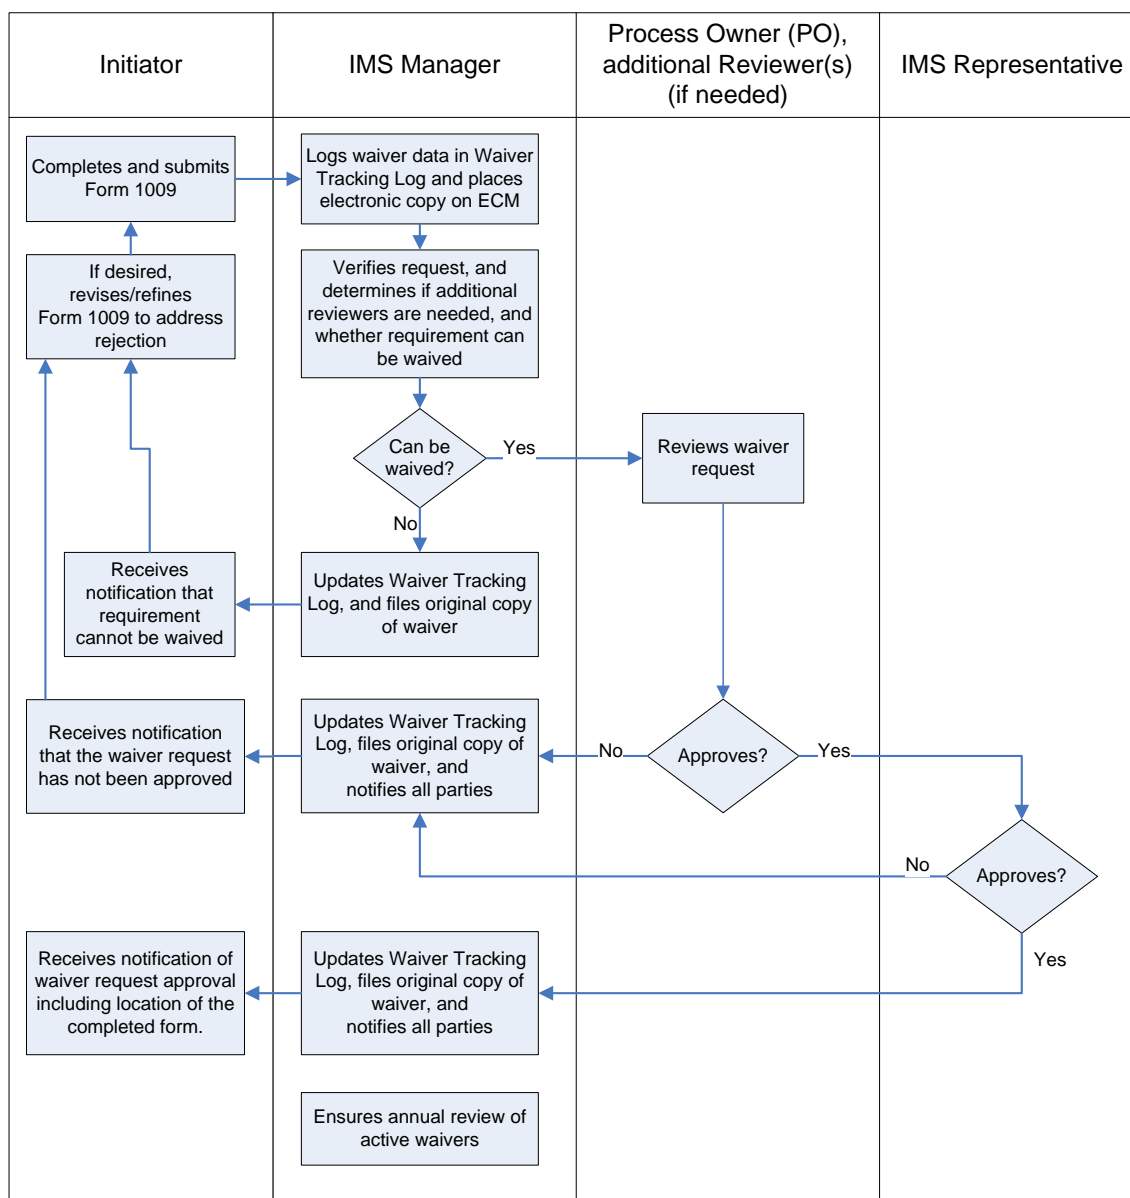 Initiator
IMS Manager
Process Owner (PO),
additional Reviewer(s)
(if needed)
IMS Representative
Completes and submits
Form 1009
Logs waiver data in Waiver
Tracking Log and places
electronic copy on ECM
If desired,
revises/refines
Form 1009 to address
rejection
Verifies request, and
determines if additional
reviewers are needed, and
whether requirement can
be waived
Can be
waived?
Yes
Reviews waiver
request
No
Receives
notification that
requirement
cannot be waived
Updates Waiver Tracking
Log, and files original copy
of waiver
Receives notification
that the waiver request
has not been approved
Updates Waiver Tracking
Log, files original copy of
waiver, and
notifies all parties
No
Approves?
Yes
No
Approves?
Yes
Receives notification of
waiver request approval
including location of the
completed form.
Updates Waiver Tracking
Log, files original copy of
waiver, and
notifies all parties
Ensures annual review of
active waivers